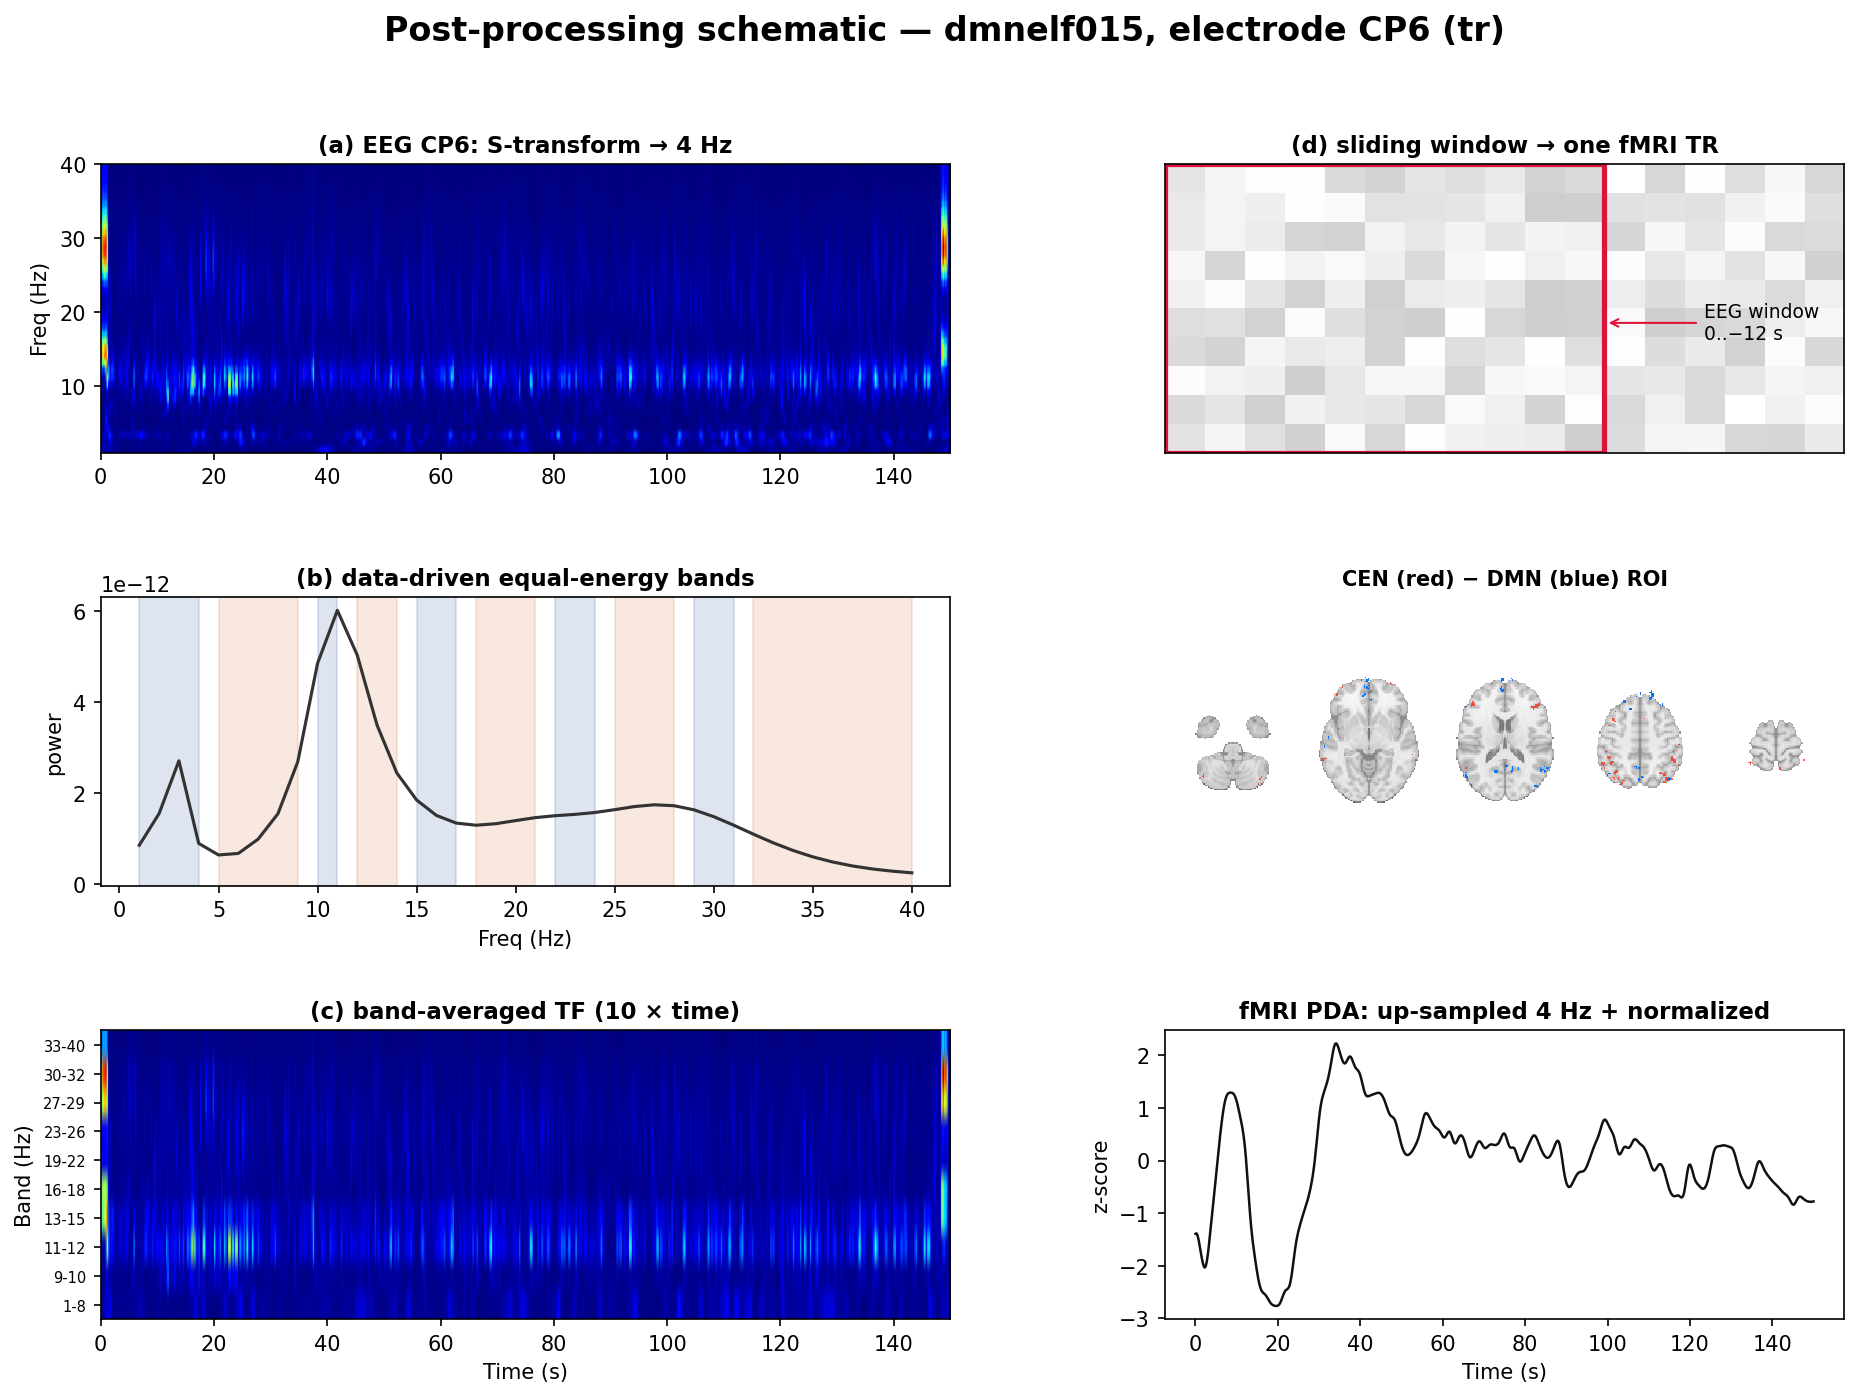 Post-processing schematic — dmnelf015, electrode CP6 (tr)
(a) EEG CP6: S-transform → 4 Hz
Freq (Hz)
40
30
20
10
0 20 40 60 80 100 120 140
(d) sliding window → one fMRI TR
EEG window
0..−12 s
(b) data-driven equal-energy bands
1e−12
power
6
4
2
0
0 5 10 15 20 25 30 35 40
Freq (Hz)
CEN (red) − DMN (blue) ROI
(c) band-averaged TF (10 × time)
Band (Hz)
33-40
30-32
27-29
23-26
19-22
16-18
13-15
11-12
9-10
1-8
0 20 40 60 80 100 120 140
Time (s)
fMRI PDA: up-sampled 4 Hz + normalized
z-score
2
1
0
−1
−2
−3
0 20 40 60 80 100 120 140
Time (s)